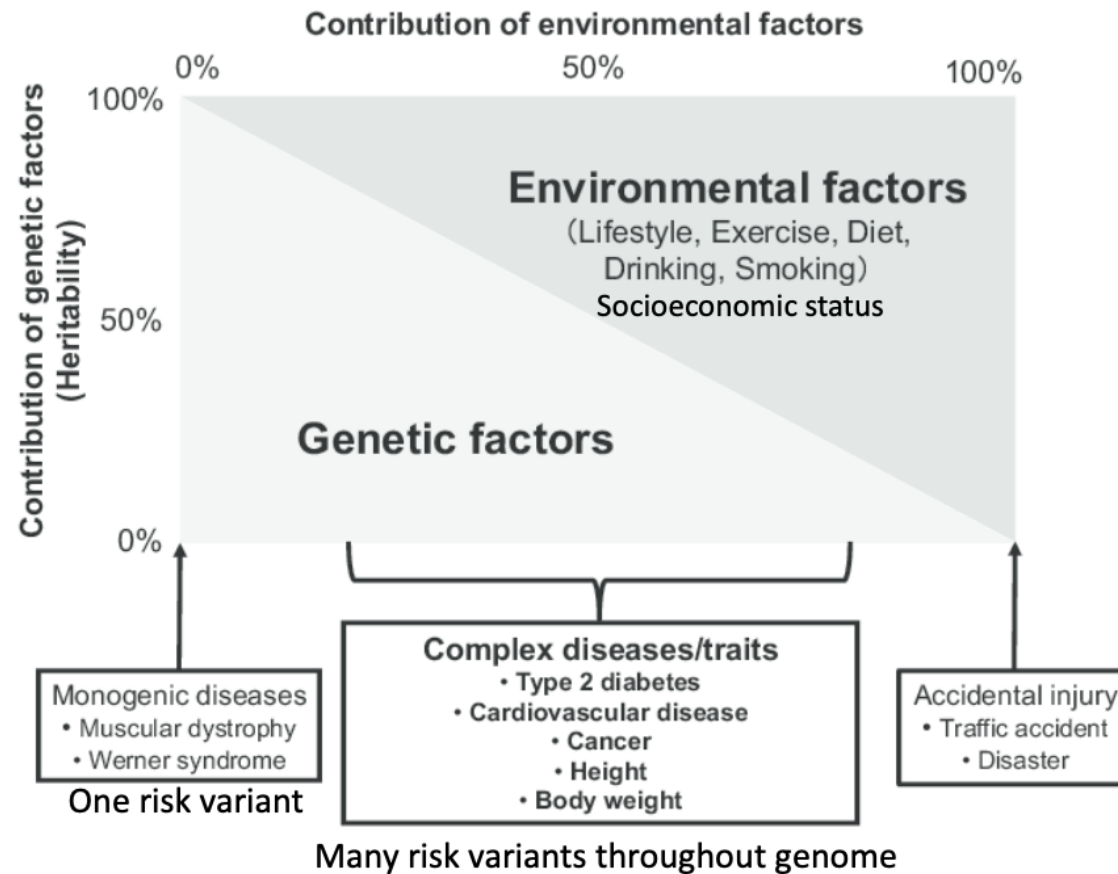 Contribution of environmental factors
0% 50% 100%
Contribution of genetic factors
(Heritability)
100%
50%
0%
Environmental factors
(Lifestyle, Exercise, Diet,
Drinking, Smoking)
Socioeconomic status
Genetic factors
Monogenic diseases
• Muscular dystrophy
• Werner syndrome
One risk variant
Complex diseases/traits
• Type 2 diabetes
• Cardiovascular disease
• Cancer
• Height
• Body weight
Many risk variants throughout genome
Accidental injury
• Traffic accident
• Disaster